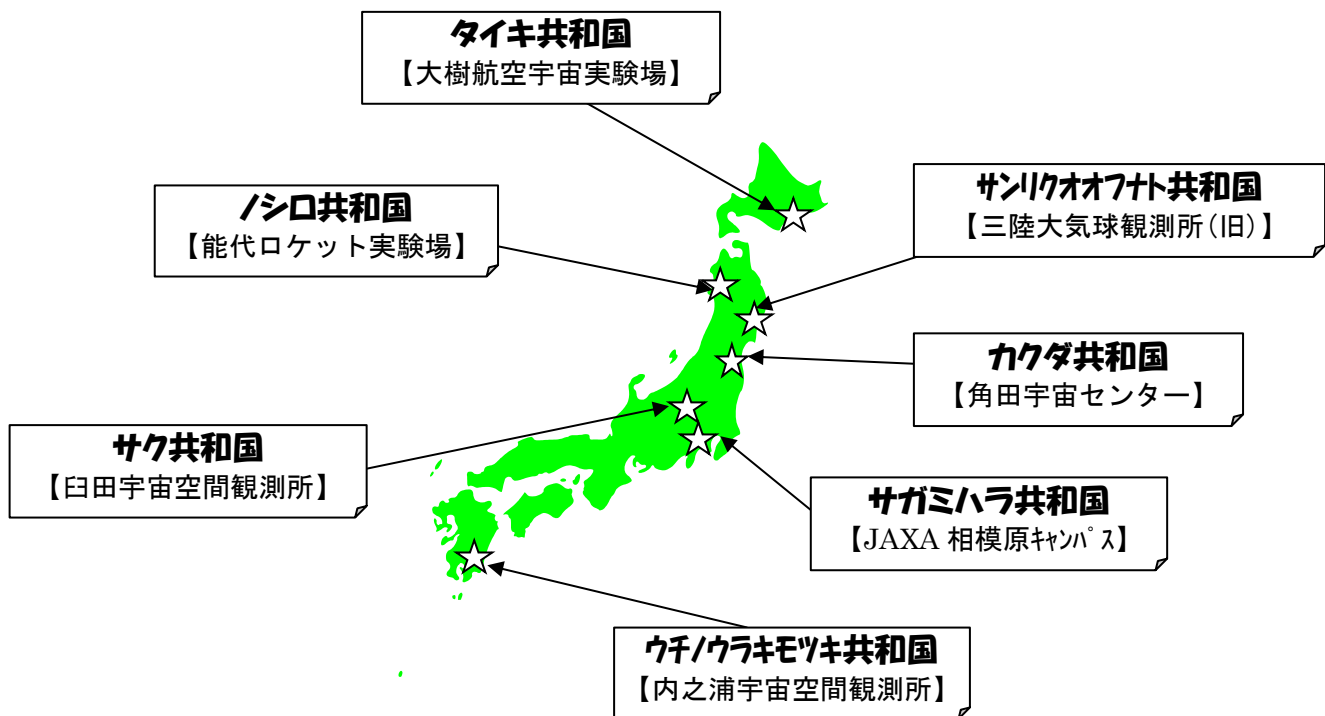 タイキ共和国
【大樹航空宇宙実験場】
サンリクオオフナト共和国
【三陸大気球観測所(旧)】
ノシロ共和国
【能代ロケット実験場】
カクダ共和国
【角田宇宙センター】
サク共和国
【臼田宇宙空間観測所】
サガミハラ共和国
【JAXA 相模原ｷｬﾝﾊﾟｽ】
ウチノウラキモツキ共和国
【内之浦宇宙空間観測所】